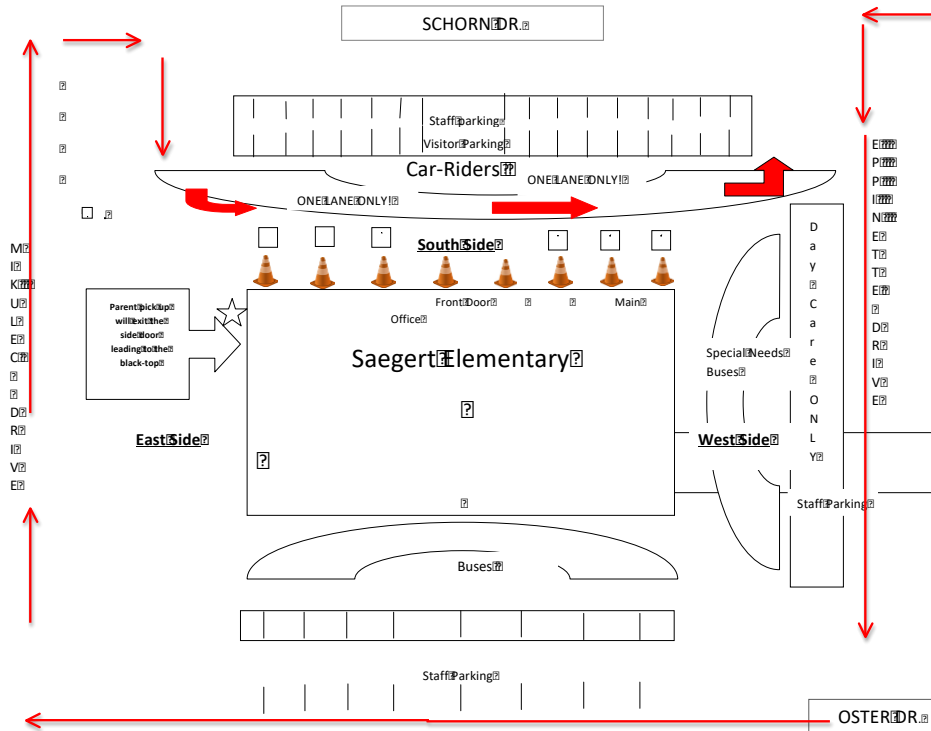 SCHORN DR.
Staff parking
Visitor Parking
Car-Riders
ONE LANE ONLY!
ONE LANE ONLY!
South Side
Front Door Main
Office
Parent pick up
will exit the
side door
leading to the
black-top
Saegert Elementary
Special Needs
Buses
Day Care ONLY
EPPINETTE DRIVE
MIKULEC DRIVE
East Side
West Side
Staff Parking
Buses
Staff Parking
OSTER DR.